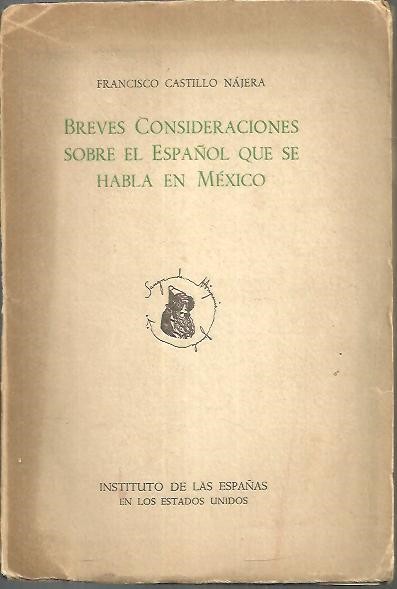 FRANCISCO CASTILLO NÁJERA
BREVES CONSIDERACIONES
SOBRE EL ESPAÑOL QUE SE
HABLA EN MÉXICO
INSTITUTO DE LAS ESPAÑAS
EN LOS ESTADOS UNIDOS